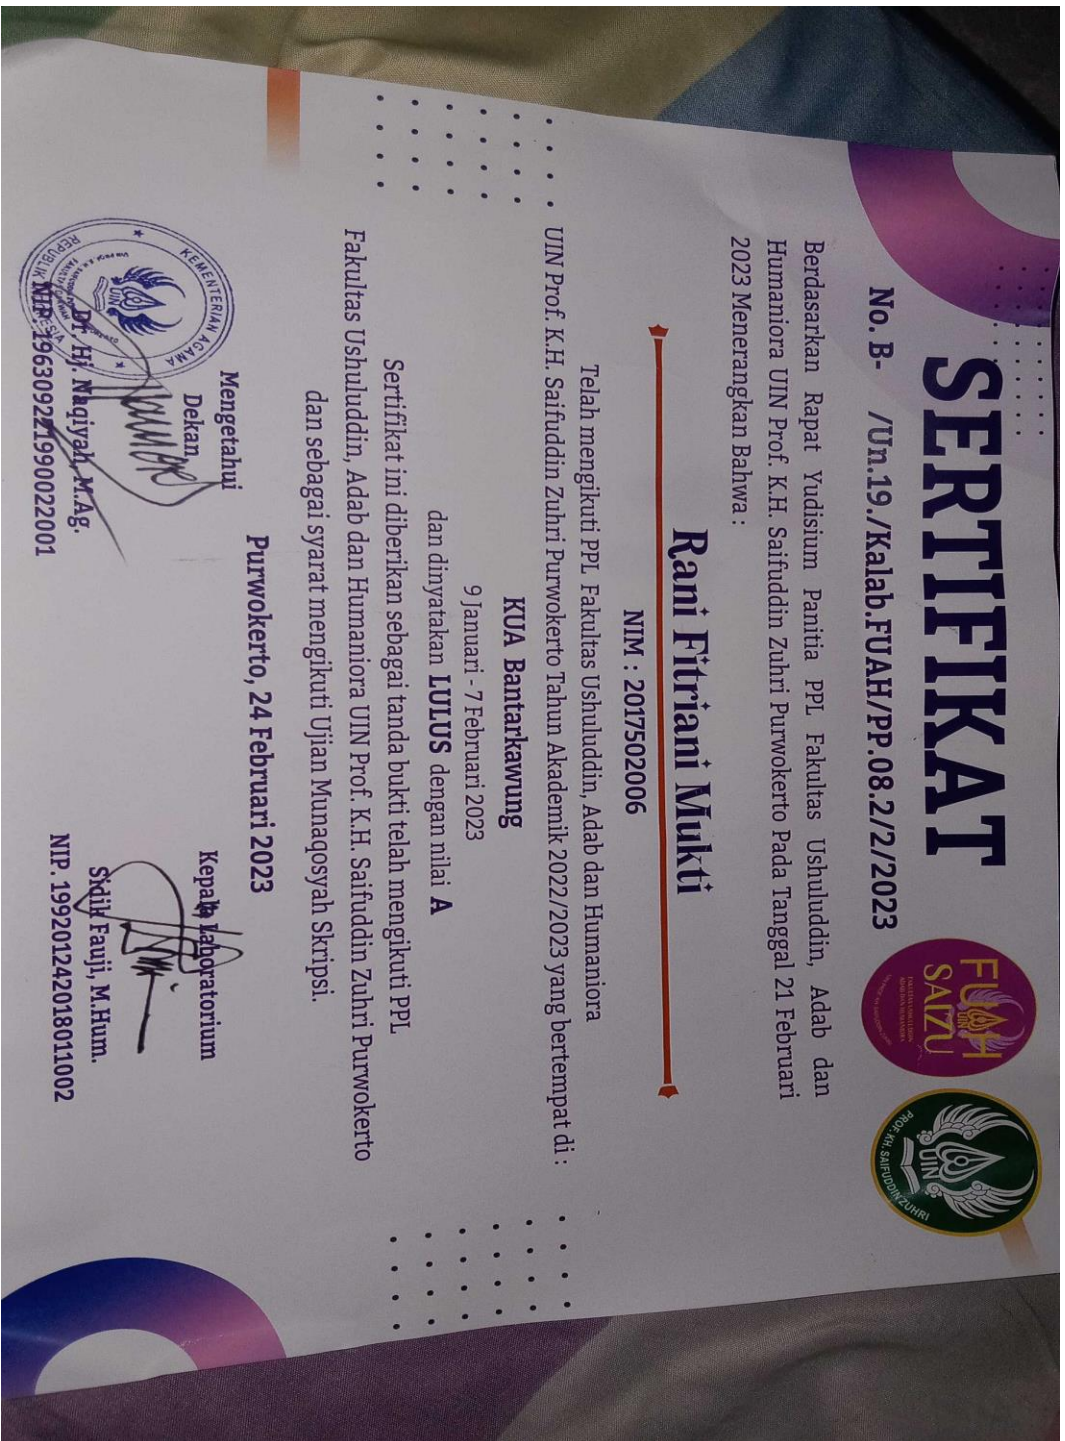 SERTIFIKAT
No. B- /Un.19./Kalab.FUAH/PP.08.2/2/2023
FUAH
UIN
SAIZU
UIN
PROF. KH. SAIFUDDIN ZUHRI
Berdasarkan Rapat Yudisium Panitia PPL Fakultas Ushuluddin, Adab dan
Humaniora UIN Prof. K.H. Saifuddin Zuhri Purwokerto Pada Tanggal 21 Februari
2023 Menerangkan Bahwa :
Rani Fitriani Mukti
NIM : 2017502006
Telah mengikuti PPL Fakultas Ushuluddin, Adab dan Humaniora
UIN Prof. K.H. Saifuddin Zuhri Purwokerto Tahun Akademik 2022/2023 yang bertempat di :
KUA Bantarkawung
9 Januari - 7 Februari 2023
dan dinyatakan LULUS dengan nilai A
Sertifikat ini diberikan sebagai tanda bukti telah mengikuti PPL
Fakultas Ushuluddin, Adab dan Humaniora UIN Prof. K.H. Saifuddin Zuhri Purwokerto
dan sebagai syarat mengikuti Ujian Munaqosyah Skripsi.
Purwokerto, 24 Februari 2023
Mengetahui
Dekan
KEMENTERIAN AGAMA
REPUBLIK INDONESIA
UIN
Dr. Hj. Naqiyah, M.Ag.
NIP. 196309221990022001
Kepala Laboratorium
Sidik Fauji, M.Hum.
NIP. 199201242018011002